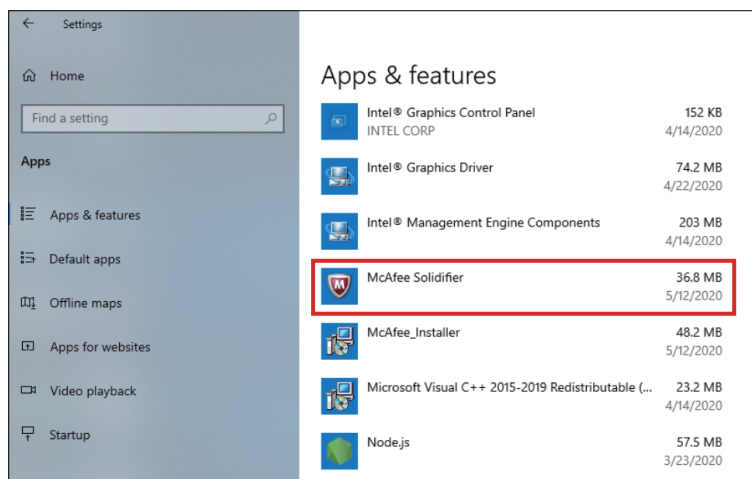 Settings
Home
Find a setting
Apps
Apps & features
Default apps
Offline maps
Apps for websites
Video playback
Startup
Apps & features
Intel® Graphics Control Panel 152 KB
INTEL CORP 4/14/2020
Intel® Graphics Driver 74.2 MB
4/22/2020
Intel® Management Engine Components 203 MB
4/14/2020
McAfee Solidifier 36.8 MB
5/12/2020
McAfee_Installer 48.2 MB
5/12/2020
Microsoft Visual C++ 2015-2019 Redistributable (... 23.2 MB
4/14/2020
Node.js 57.5 MB
3/23/2020